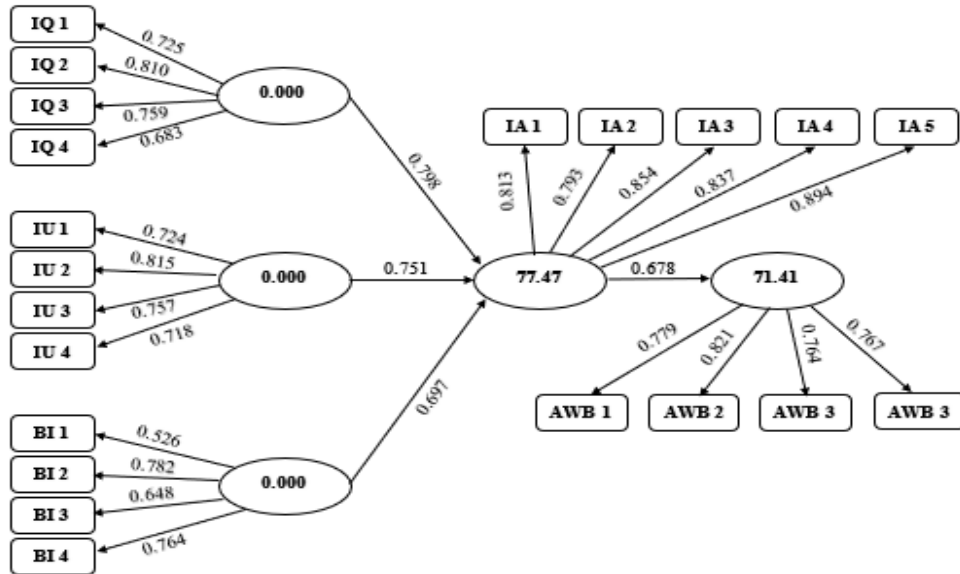 IQ 1
0.725
IQ 2
0.810
IQ 3
0.759
IQ 4
0.683
0.000
0.798
IU 1
0.724
IU 2
0.815
IU 3
0.757
IU 4
0.718
0.000
0.751
BI 1
0.526
BI 2
0.782
BI 3
0.648
BI 4
0.764
0.000
0.697
IA 1
IA 2
IA 3
IA 4
IA 5
0.813
0.793
0.854
0.837
0.894
77.47
0.678
71.41
0.779
0.821
0.764
0.767
AWB 1
AWB 2
AWB 3
AWB 3